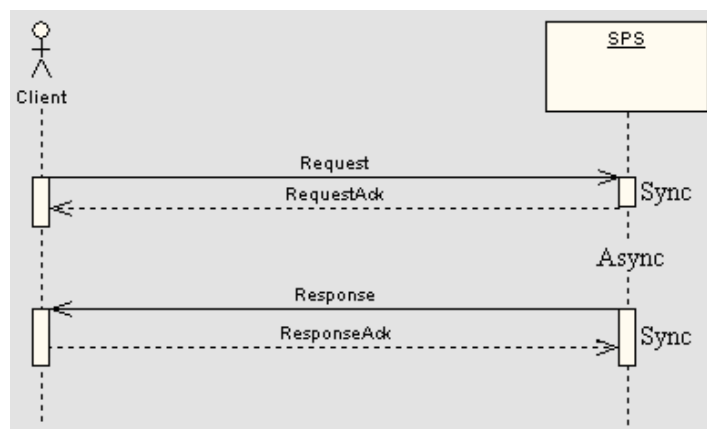 SPS
Client
Request
RequestAck
Sync
Async
Response
ResponseAck
Sync